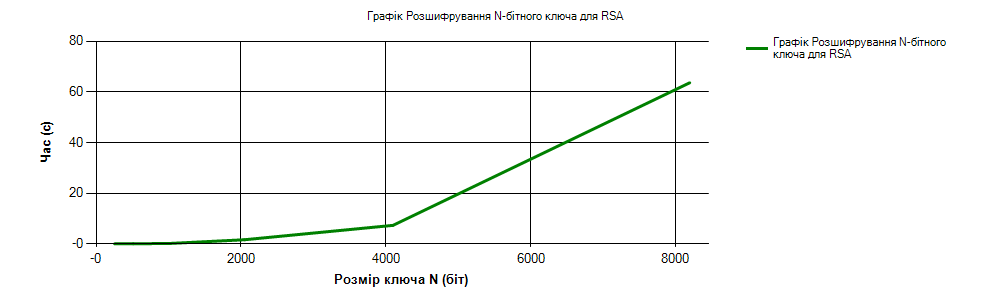 Графік Розшифрування N-бітного ключа для RSA
80
60
40
20
-0
-0
2000
4000
6000
8000
Час (с)
Розмір ключа N (біт)
Графік Розшифрування N-бітного
ключа для RSA